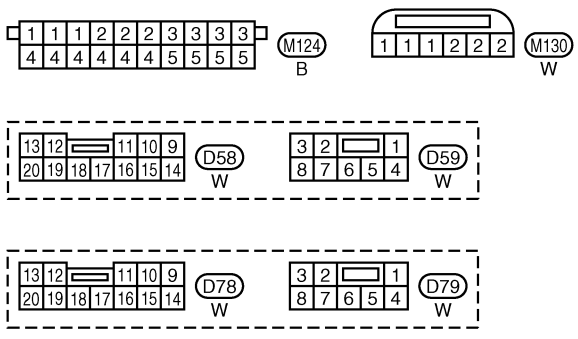 1 1 1 2 2 2 3 3 3 3
4 4 4 4 4 4 5 5 5 5
M124
B
1 1 1 2 2 2
M130
W
13 12 11 10 9
20 19 18 17 16 15 14
D58
W
3 2 1
8 7 6 5 4
D59
W
13 12 11 10 9
20 19 18 17 16 15 14
D78
W
3 2 1
8 7 6 5 4
D79
W